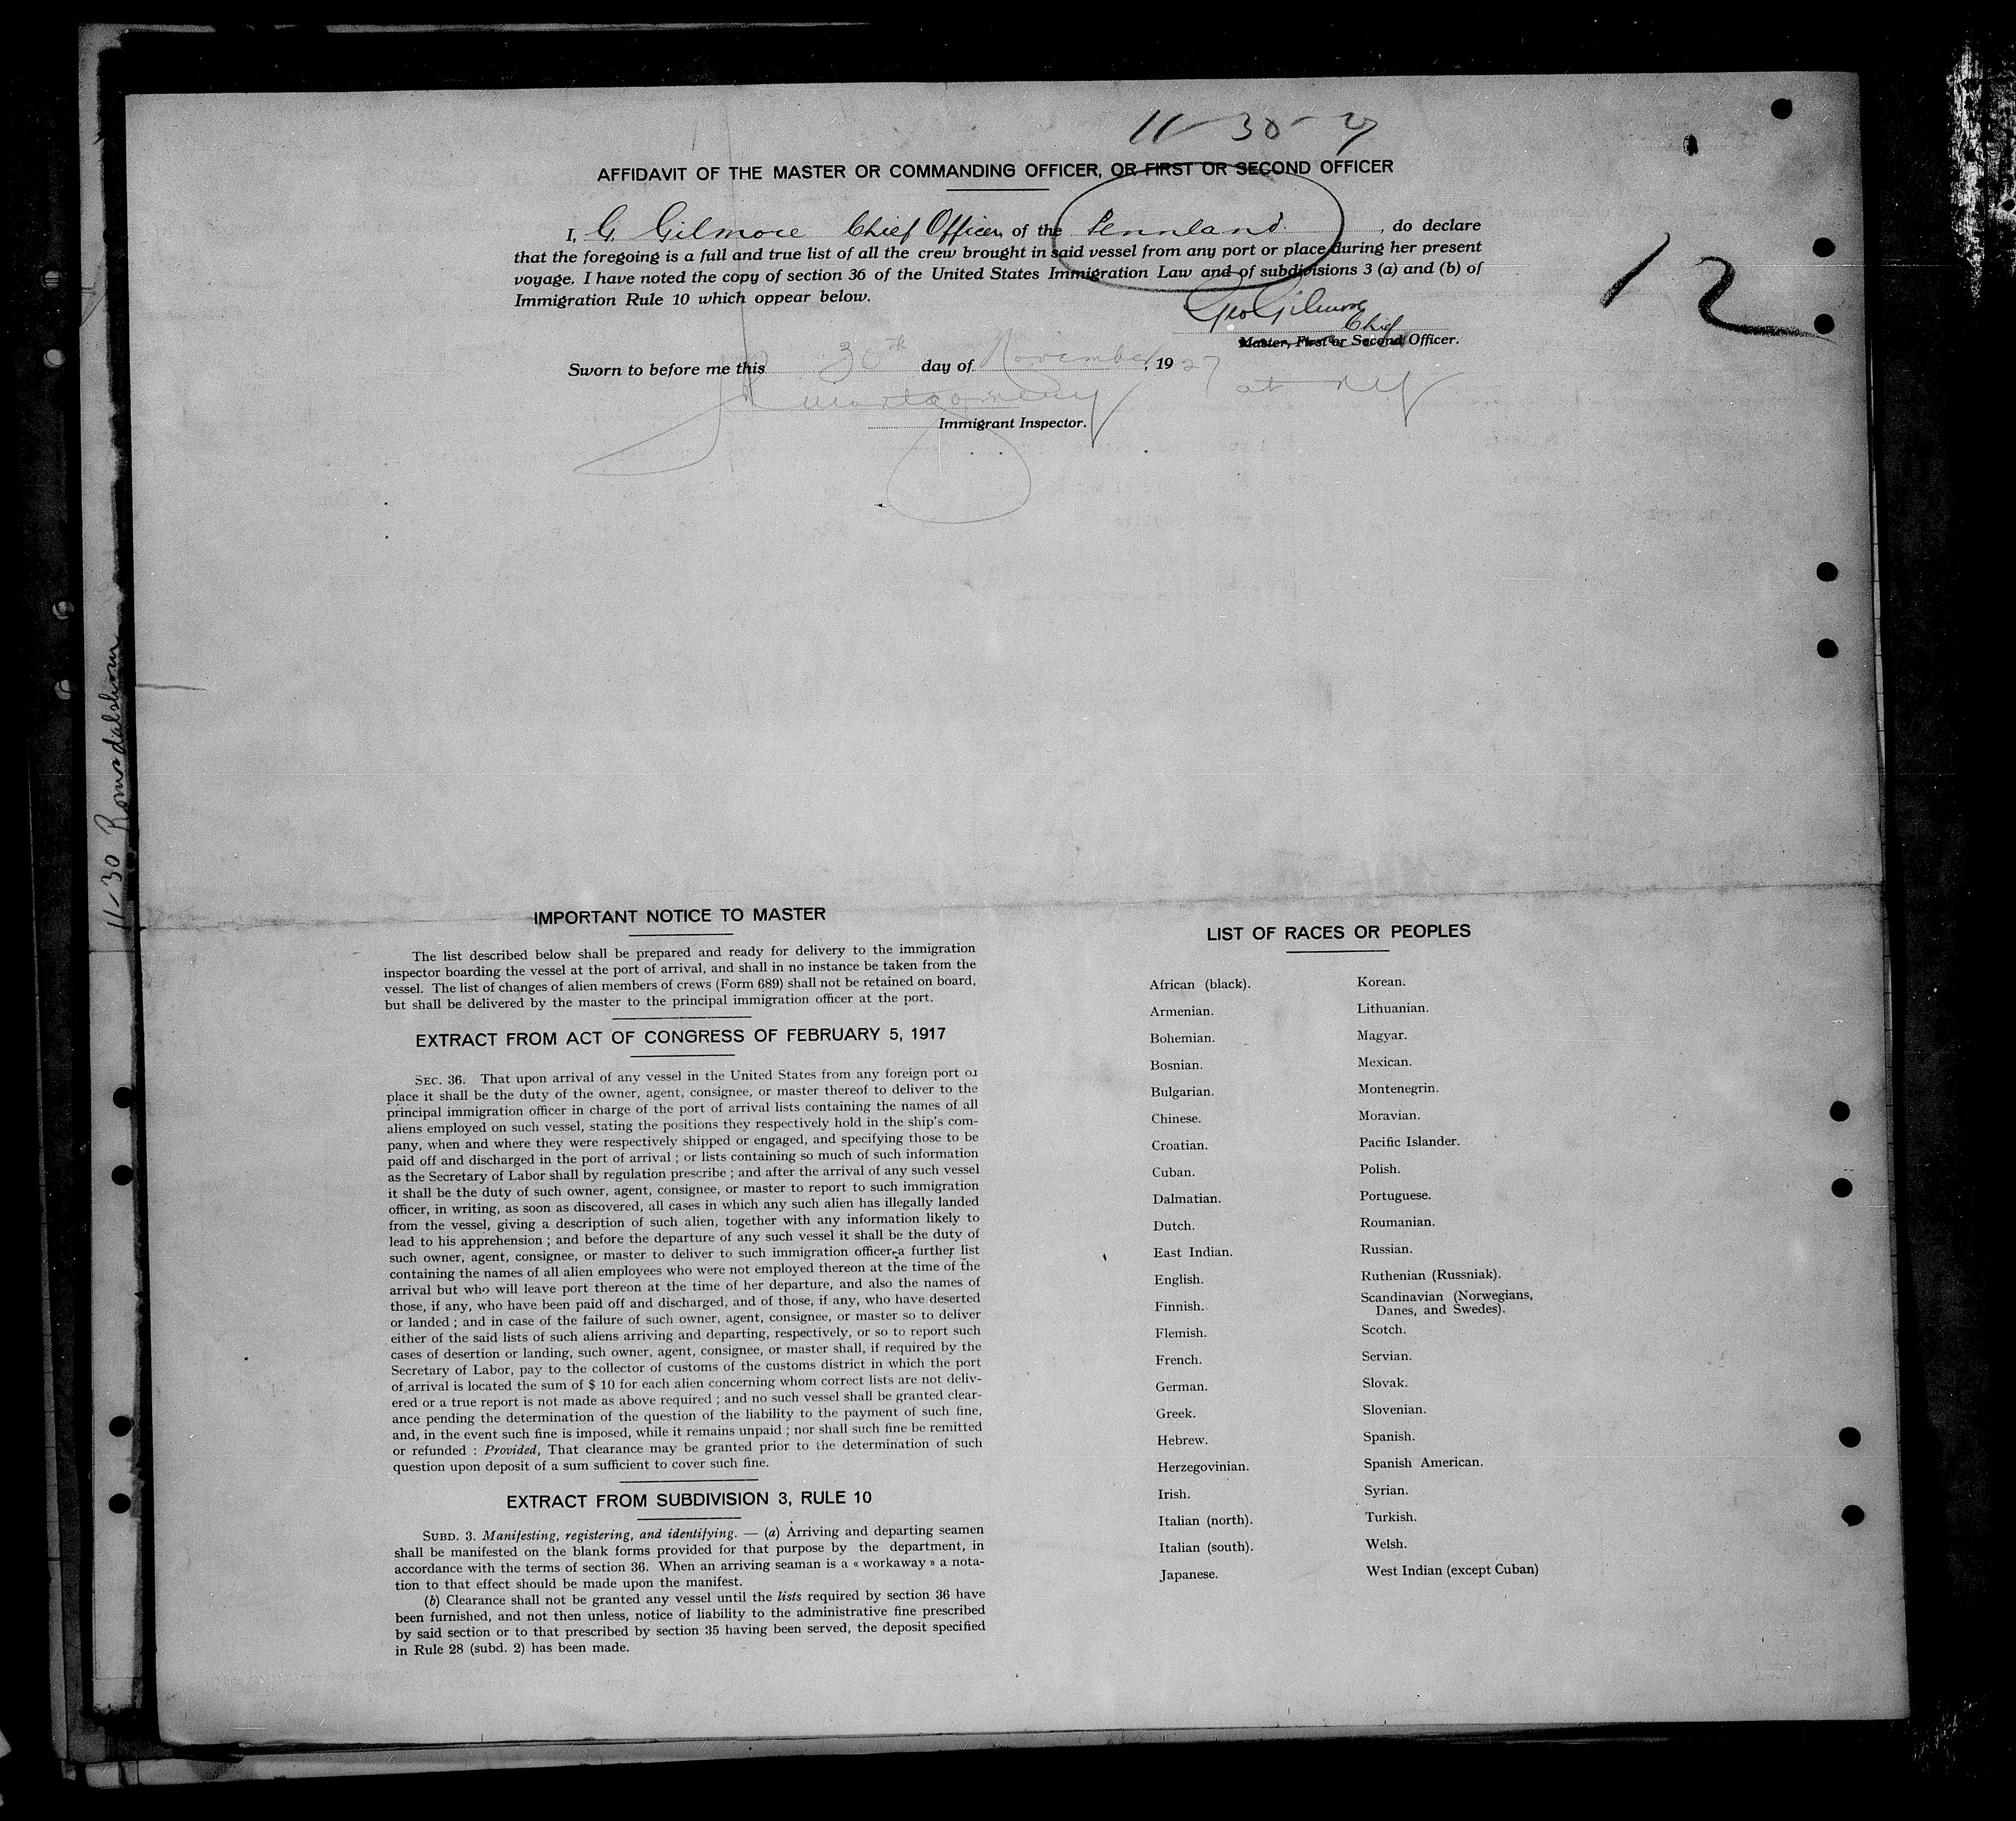 11-30-27
AFFIDAVIT OF THE MASTER OR COMMANDING OFFICER, OR FIRST OR SECOND OFFICER
I, G. Gilmore Chief Officer, of the Pennland, do declare
that the foregoing is a full and true list of all the crew brought in said vessel from any port or place during her present
voyage. I have noted the copy of section 36 of the United States Immigration Law and of subdivisions 3 (a) and (b) of
Immigration Rule 10 which oppear below.
Geo Gilmore
Chief
Master, First or Second Officer.
12
Sworn to before me this 30th day of November, 1927
Montgomery at NY
Immigrant Inspector.
11-30 Romsdalshorn
IMPORTANT NOTICE TO MASTER
The list described below shall be prepared and ready for delivery to the immigration
inspector boarding the vessel at the port of arrival, and shall in no instance be taken from the
vessel. The list of changes of alien members of crews (Form 689) shall not be retained on board,
but shall be delivered by the master to the principal immigration officer at the port.
EXTRACT FROM ACT OF CONGRESS OF FEBRUARY 5, 1917
SEC. 36. That upon arrival of any vessel in the United States from any foreign port or
place it shall be the duty of the owner, agent, consignee, or master thereof to deliver to the
principal immigration officer in charge of the port of arrival lists containing the names of all
aliens employed on such vessel, stating the positions they respectively hold in the ship's com-
pany, when and where they were respectively shipped or engaged, and specifying those to be
paid off and discharged in the port of arrival ; or lists containing so much of such information
as the Secretary of Labor shall by regulation prescribe ; and after the arrival of any such vessel
it shall be the duty of such owner, agent, consignee, or master to report to such immigration
officer, in writing, as soon as discovered, all cases in which any such alien has illegally landed
from the vessel, giving a description of such alien, together with any information likely to
lead to his apprehension ; and before the departure of any such vessel it shall be the duty of
such owner, agent, consignee, or master to deliver to such immigration officer a further list
containing the names of all alien employees who were not employed thereon at the time of the
arrival but who will leave port thereon at the time of her departure, and also the names of
those, if any, who have been paid off and discharged, and of those, if any, who have deserted
or landed ; and in case of the failure of such owner, agent, consignee, or master so to deliver
either of the said lists of such aliens arriving and departing, respectively, or so to report such
cases of desertion or landing, such owner, agent, consignee, or master shall, if required by the
Secretary of Labor, pay to the collector of customs of the customs district in which the port
of arrival is located the sum of $ 10 for each alien concerning whom correct lists are not deliv-
ered or a true report is not made as above required ; and no such vessel shall be granted clear-
ance pending the determination of the question of the liability to the payment of such fine,
and, in the event such fine is imposed, while it remains unpaid ; nor shall such fine be remitted
or refunded : Provided, That clearance may be granted prior to the determination of such
question upon deposit of a sum sufficient to cover such fine.
EXTRACT FROM SUBDIVISION 3, RULE 10
SUBD. 3. Manifesting, registering, and identifying. — (a) Arriving and departing seamen
shall be manifested on the blank forms provided for that purpose by the department, in
accordance with the terms of section 36. When an arriving seaman is a « workaway » a nota-
tion to that effect should be made upon the manifest.
(b) Clearance shall not be granted any vessel until the lists required by section 36 have
been furnished, and not then unless, notice of liability to the administrative fine prescribed
by said section or to that prescribed by section 35 having been served, the deposit specified
in Rule 28 (subd. 2) has been made.
LIST OF RACES OR PEOPLES
African (black).
Armenian.
Bohemian.
Bosnian.
Bulgarian.
Chinese.
Croatian.
Cuban.
Dalmatian.
Dutch.
East Indian.
English.
Finnish.
Flemish.
French.
German.
Greek.
Hebrew.
Herzegovinian.
Irish.
Italian (north).
Italian (south).
Japanese.
Korean.
Lithuanian.
Magyar.
Mexican.
Montenegrin.
Moravian.
Pacific Islander.
Polish.
Portuguese.
Roumanian.
Russian.
Ruthenian (Russniak).
Scandinavian (Norwegians,
Danes, and Swedes).
Scotch.
Servian.
Slovak.
Slovenian.
Spanish.
Spanish American.
Syrian.
Turkish.
Welsh.
West Indian (except Cuban)